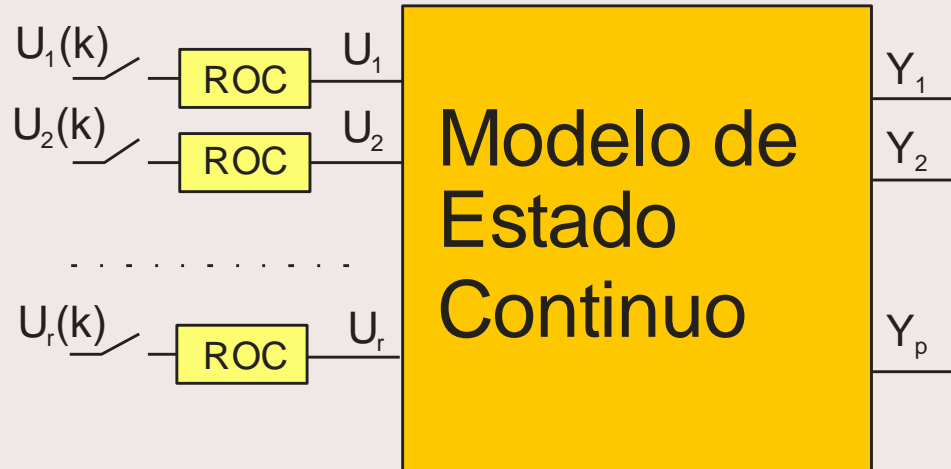 U₁(k)
ROC
U₁
U₂(k)
ROC
U₂
Uᵣ(k)
ROC
Uᵣ
Modelo de
Estado
Continuo
Y₁
Y₂
Yₚ